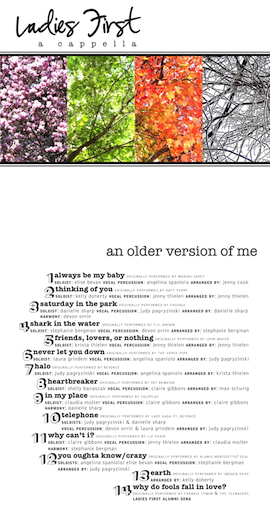 Ladies First
a cappella
an older version of me
1 always be my baby ORIGINALLY PERFORMED BY MARIAH CAREY
SOLOIST: elise bevan VOCAL PERCUSSION: angelina spaniolo ARRANGED BY: jenny cook
2 thinking of you ORIGINALLY PERFORMED BY KATY PERRY
SOLOIST: kelly doherty VOCAL PERCUSSION: jenny thielen ARRANGED BY: jenny thielen
3 saturday in the park ORIGINALLY PERFORMED BY CHICAGO
SOLOIST: danielle sharp VOCAL PERCUSSION: judy papryzinski ARRANGED BY: danielle sharp
HARMONY: devon orrin
4 shark in the water ORIGINALLY PERFORMED BY V.V. BROWN
SOLOIST: stephanie bergman VOCAL PERCUSSION: devon orrin ARRANGED BY: stephanie bergman
5 friends, lovers, or nothing ORIGINALLY PERFORMED BY JOHN MAYER
SOLOIST: krista thielen VOCAL PERCUSSION: jenny thielen ARRANGED BY: jenny thielen
6 never let you down ORIGINALLY PERFORMED BY THE VERVE PIPE
SOLOIST: laura grindem VOCAL PERCUSSION: angelina spaniolo ARRANGED BY: judy papryzinski
7 halo ORIGINALLY PERFORMED BY BEYONCE
SOLOIST: judy papryzinski VOCAL PERCUSSION: angelina spaniolo ARRANGED BY: krista thielen
8 heartbreaker ORIGINALLY PERFORMED BY PAT BENATAR
SOLOIST: shelly banaszak VOCAL PERCUSSION: claire gibbons ARRANGED BY: max schurig
9 in my place ORIGINALLY PERFORMED BY COLDPLAY
SOLOIST: claudia molter VOCAL PERCUSSION: claire gibbons ARRANGED BY: claire gibbons
HARMONY: danielle sharp
10 telephone ORIGINALLY PERFORMED BY LADY GAGA FT. BEYONCE
SOLOISTS: judy papryzinski & danielle sharp
VOCAL PERCUSSION: devon orrin & laura grindem ARRANGED BY: judy papryzinski
11 why can't i? ORIGINALLY PERFORMED BY LIZ PHAIR
SOLOIST: claire gibbons VOCAL PERCUSSION: jenny thielen ARRANGED BY: claudia molter
HARMONY: stephanie bergman
12 you oughta know/crazy ORIGINALLY PERFORMED BY ALANIS MORISSETTE/ SEAL
SOLOISTS: angelina spaniolo/ elise bevan VOCAL PERCUSSION: stephanie bergman
ARRANGED BY: judy papryzinski
13 earth ORIGINALLY PERFORMED BY IMOGEN HEAP
ARRANGED BY: kelly doherty
14 why do fools fall in love?
ORIGINALLY PERFORMED BY FRANKIE LYMON & THE TEENAGERS
LADIES FIRST ALUMNI SONG